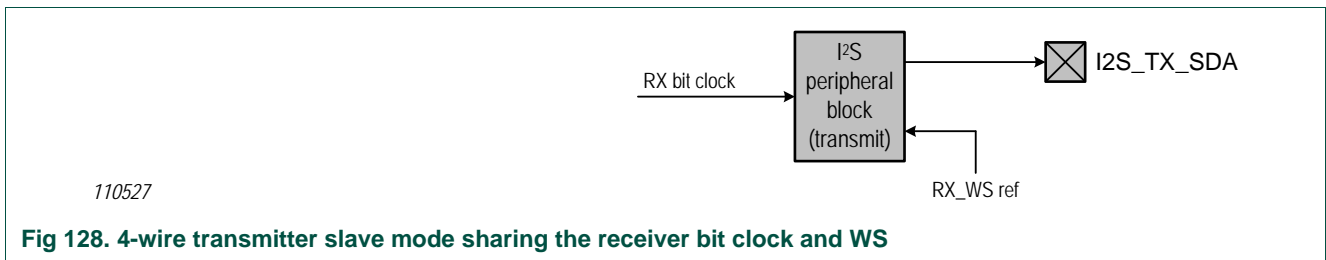 I²S
peripheral
block
(transmit)
I2S_TX_SDA
RX bit clock
RX_WS ref
110527
Fig 128. 4-wire transmitter slave mode sharing the receiver bit clock and WS